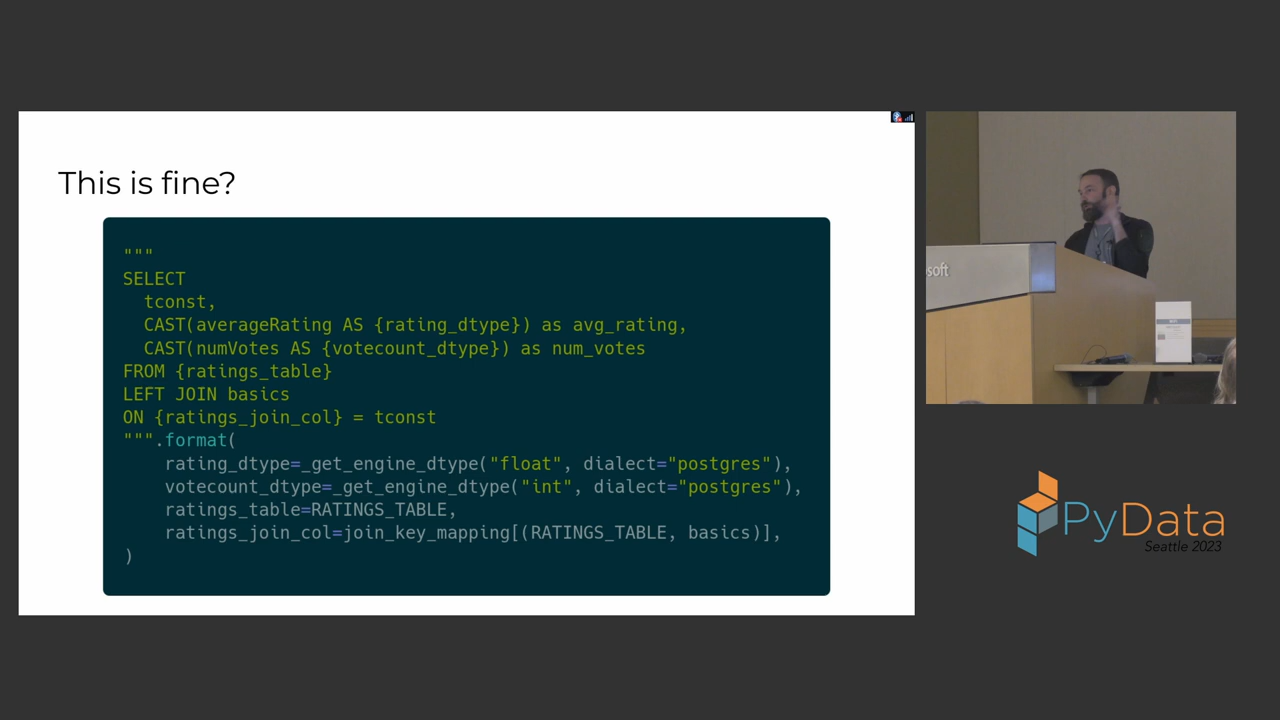 This is fine?
"""
SELECT
  tconst,
  CAST(averageRating AS {rating_dtype}) as avg_rating,
  CAST(numVotes AS {votecount_dtype}) as num_votes
FROM {ratings_table}
LEFT JOIN basics
ON {ratings_join_col} = tconst
""".format(
    rating_dtype=_get_engine_dtype("float", dialect="postgres"),
    votecount_dtype=_get_engine_dtype("int", dialect="postgres"),
    ratings_table=RATINGS_TABLE,
    ratings_join_col=join_key_mapping[(RATINGS_TABLE, basics)],
)
soft
PyData
Seattle 2023